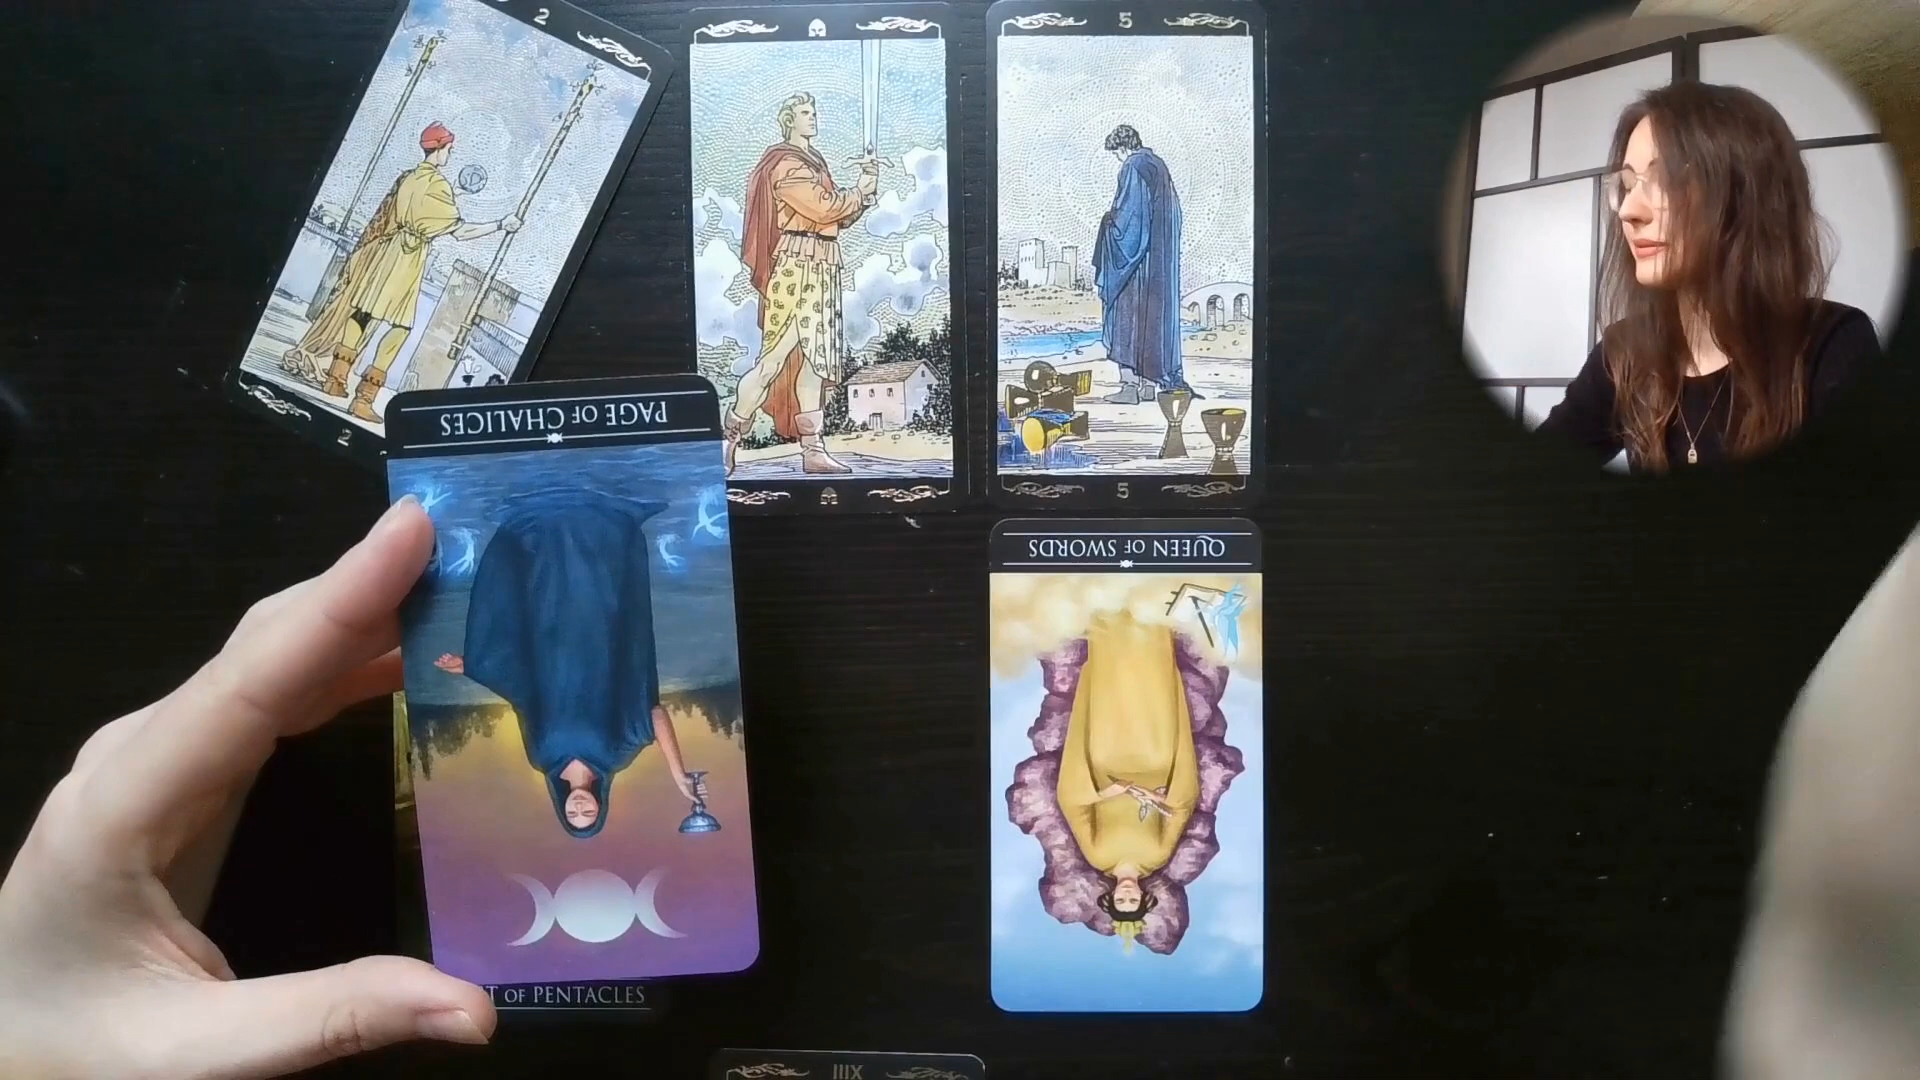 2
5
2
PAGE OF CHALICES
5
QUEEN OF SWORDS
OF PENTACLES
XIII